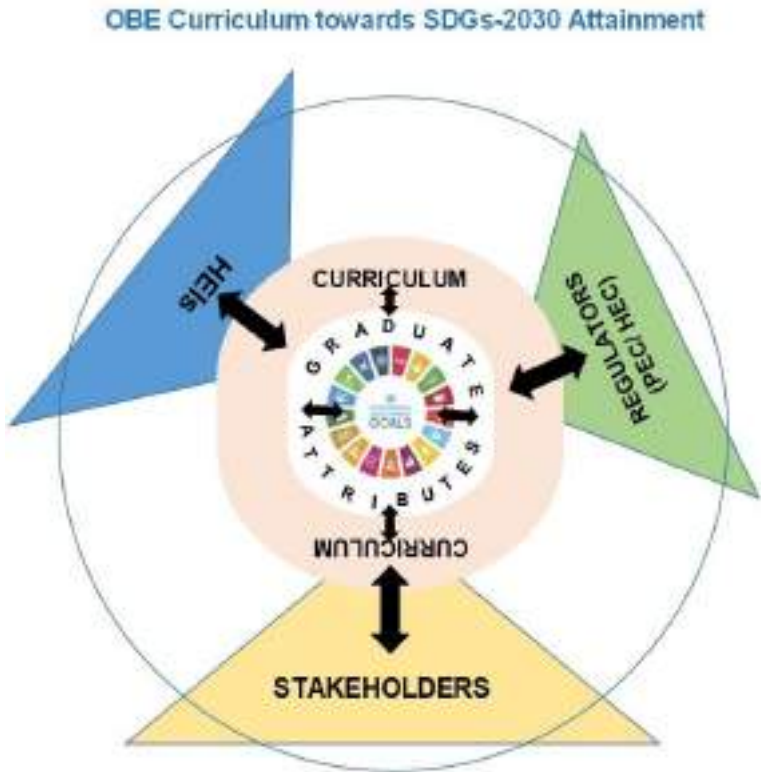 OBE Curriculum towards SDGs-2030 Attainment
HEIs
CURRICULUM
REGULATORS
(PEC/ HEC)
GRADUATE
ATTRIBUTES
CURRICULUM
STAKEHOLDERS